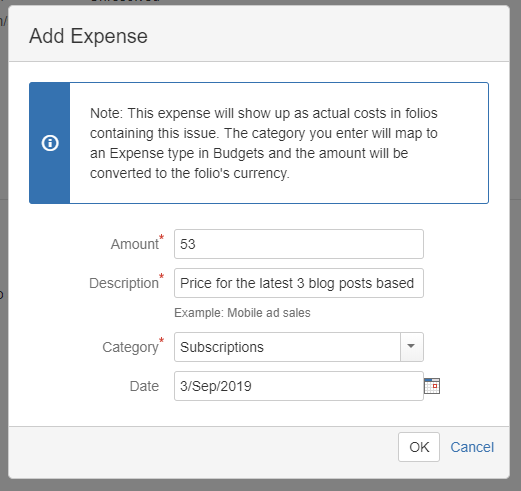 Add Expense
Note: This expense will show up as actual costs in folios
containing this issue. The category you enter will map to
an Expense type in Budgets and the amount will be
converted to the folio's currency.
Amount* 53
Description* Price for the latest 3 blog posts based
Example: Mobile ad sales
Category* Subscriptions
Date 3/Sep/2019
OK Cancel